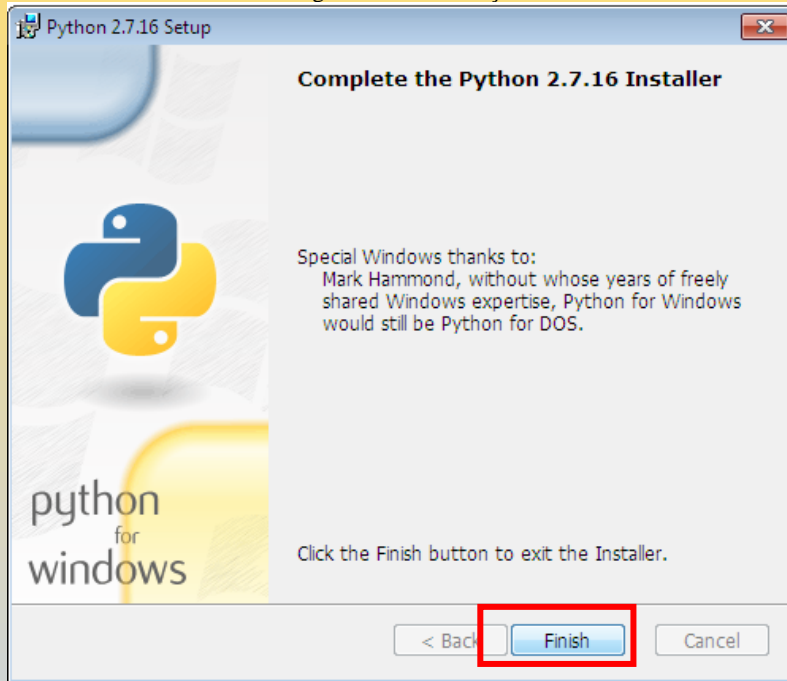 Python 2.7.16 Setup
Complete the Python 2.7.16 Installer
Special Windows thanks to:
Mark Hammond, without whose years of freely
shared Windows expertise, Python for Windows
would still be Python for DOS.
python
for
windows
Click the Finish button to exit the Installer.
< Back
Finish
Cancel